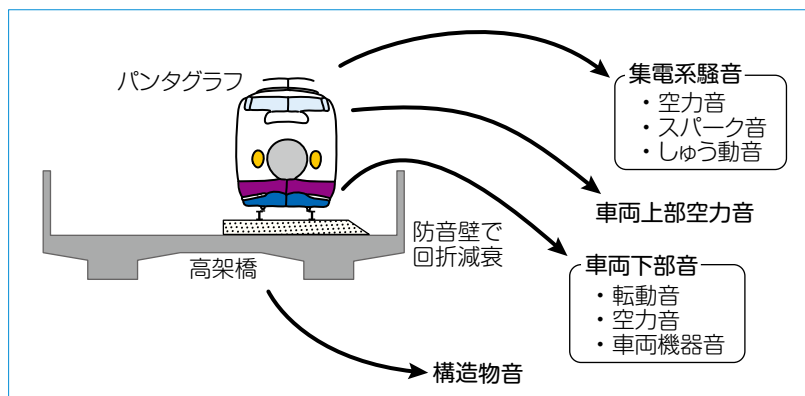 パンタグラフ
集電系騒音
・空力音
・スパーク音
・しゅう動音
車両上部空力音
防音壁で
回折減衰
高架橋
車両下部音
・転動音
・空力音
・車両機器音
構造物音